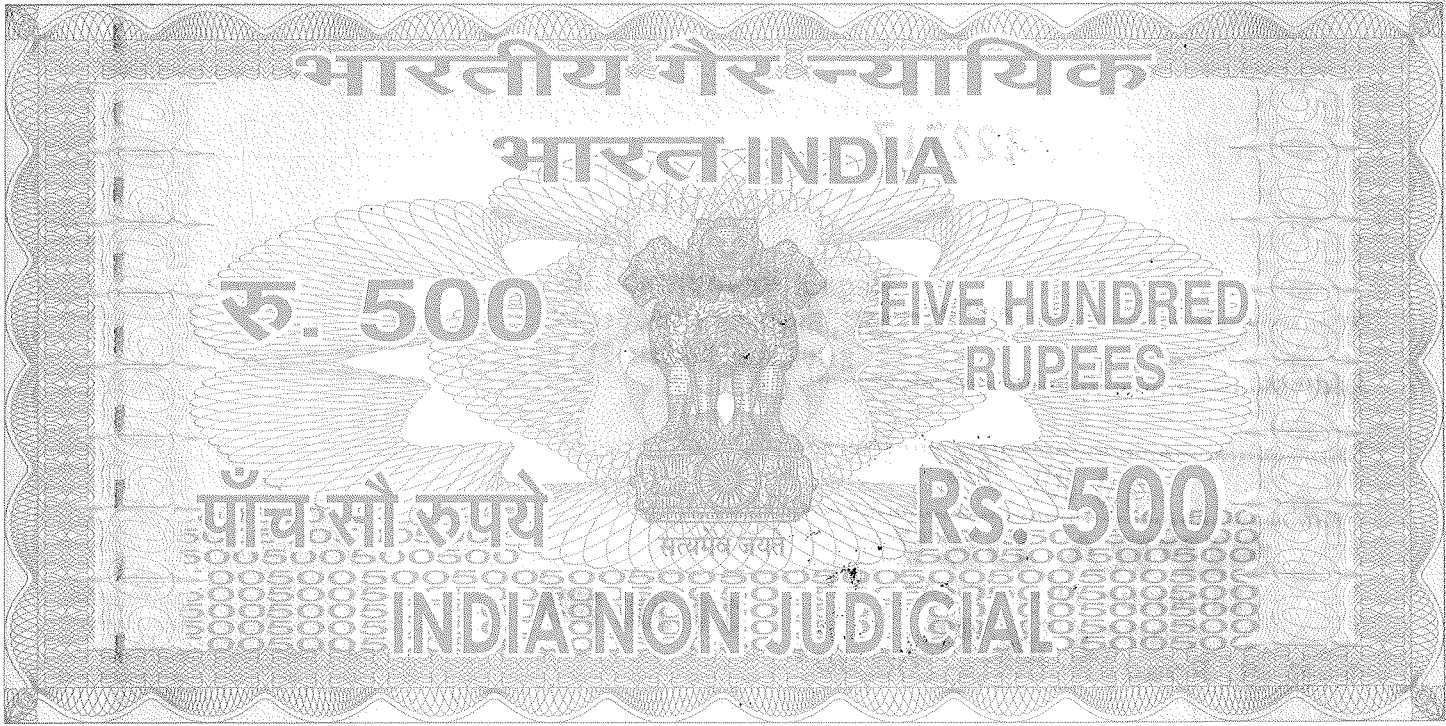 भारतीय गैर न्यायिक
भारत INDIA
रु. 500
FIVE HUNDRED
RUPEES
पाँच सौ रुपये
Rs. 500
सत्यमेव जयते
INDIA NON JUDICIAL